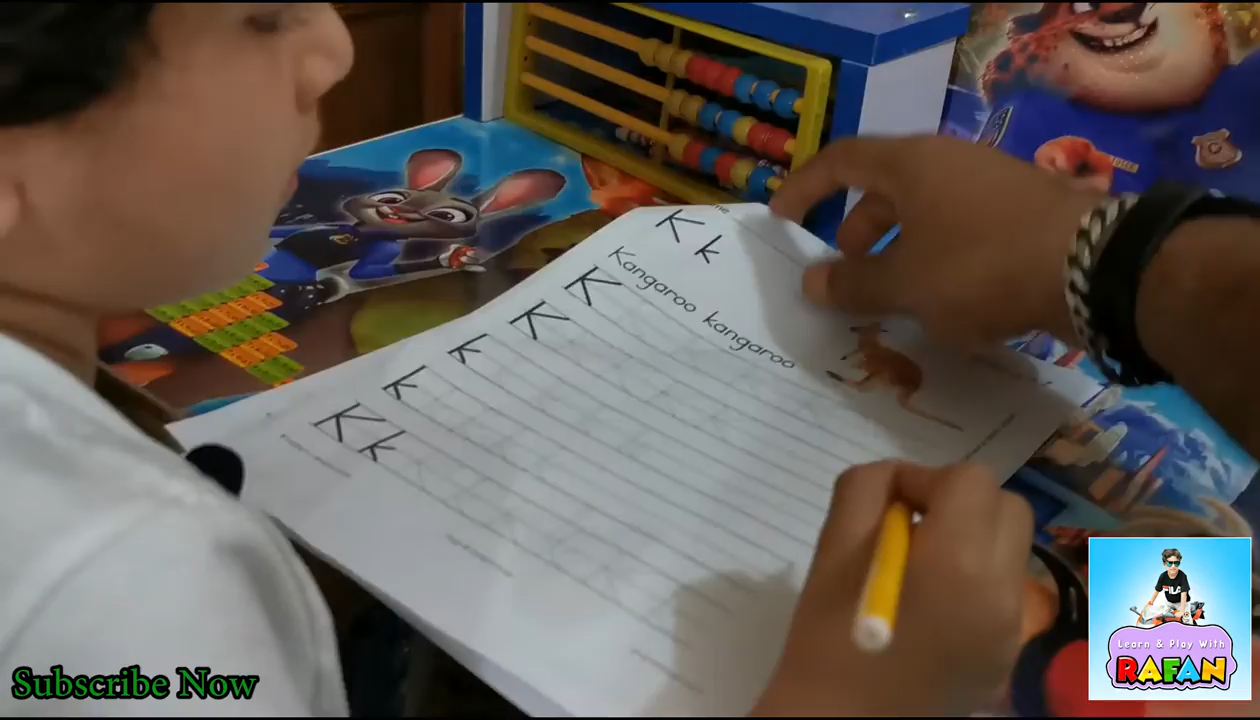 K k
Kangaroo kangaroo
K
K
k
k
K k
Subscribe Now
Learn & Play With
RAFAN